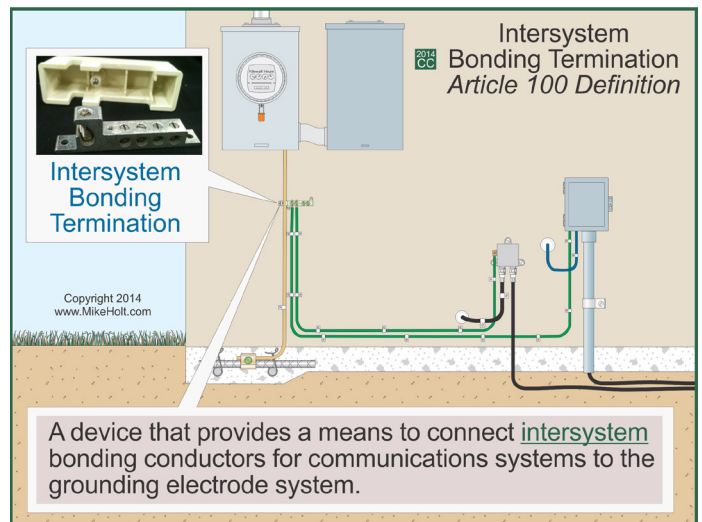 Intersystem
2014
CC
Bonding Termination
Article 100 Definition
Intersystem
Bonding
Termination
Copyright 2014
www.MikeHolt.com
A device that provides a means to connect intersystem
bonding conductors for communications systems to the
grounding electrode system.